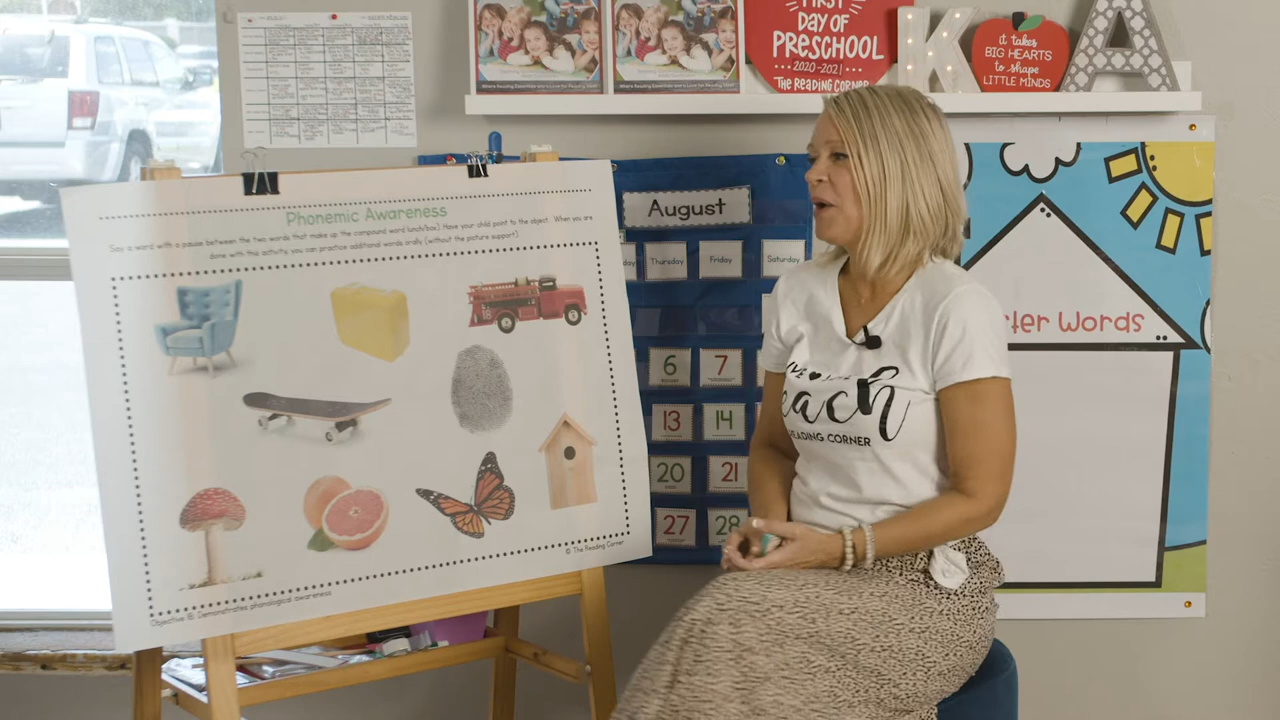 FIRST
DAY OF
PRESCHOOL
2020-2021
THE READING CORNER
K
it takes
BIG HEARTS
to shape
LITTLE MINDS
A
Phonemic Awareness
Say a word with a pause between the two words that make up the compound word lunch/box). Have your child point to the object. When you are
done with this activity, you can practice additional words orally (without the picture support).
18
© The Reading Corner
Objective 1B: Demonstrates phonological awareness
August
day Thursday Friday Saturday
6 7
13 14
20 21
27 28
each
READING CORNER
rter Words